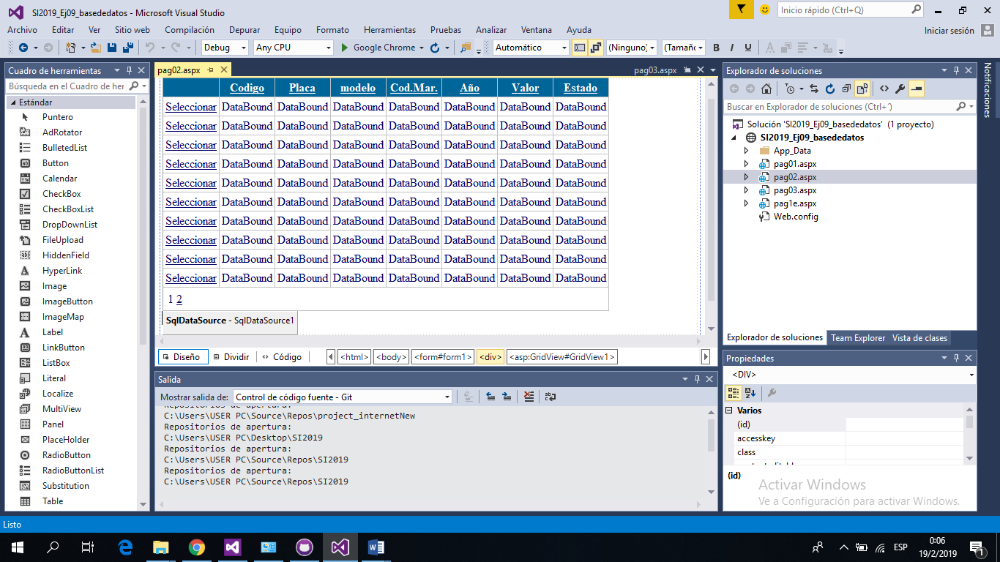 SI2019_Ej09_basededatos - Microsoft Visual Studio
Inicio rápido (Ctrl+Q)
Archivo Editar Ver Sitio web Compilación Depurar Equipo Formato Herramientas Pruebas Analizar Ventana Ayuda
Iniciar sesión
Debug Any CPU Google Chrome Automático (Ninguno) (Tamañ
B I U A
Cuadro de herramientas
Búsqueda en el Cuadro de her
Estándar
Puntero
AdRotator
BulletedList
Button
Calendar
CheckBox
CheckBoxList
DropDownList
FileUpload
HiddenField
HyperLink
Image
ImageButton
ImageMap
Label
LinkButton
ListBox
Literal
Localize
MultiView
Panel
PlaceHolder
RadioButton
RadioButtonList
Substitution
Table
pag02.aspx
pag03.aspx
Codigo Placa modelo Cod.Mar. Año Valor Estado
Seleccionar DataBound DataBound DataBound DataBound DataBound DataBound DataBound
Seleccionar DataBound DataBound DataBound DataBound DataBound DataBound DataBound
Seleccionar DataBound DataBound DataBound DataBound DataBound DataBound DataBound
Seleccionar DataBound DataBound DataBound DataBound DataBound DataBound DataBound
Seleccionar DataBound DataBound DataBound DataBound DataBound DataBound DataBound
Seleccionar DataBound DataBound DataBound DataBound DataBound DataBound DataBound
Seleccionar DataBound DataBound DataBound DataBound DataBound DataBound DataBound
Seleccionar DataBound DataBound DataBound DataBound DataBound DataBound DataBound
Seleccionar DataBound DataBound DataBound DataBound DataBound DataBound DataBound
Seleccionar DataBound DataBound DataBound DataBound DataBound DataBound DataBound
1 2
SqlDataSource - SqlDataSource1
Diseño Dividir Código <html> <body> <form#form1> <div> <asp:GridView#GridView1>
Salida
Mostrar salida de: Control de código fuente - Git
Repositorios de apertura:
C:\Users\USER PC\Source\Repos\project_internetNew
Repositorios de apertura:
C:\Users\USER PC\Desktop\SI2019
Repositorios de apertura:
C:\Users\USER PC\Source\Repos\SI2019
Repositorios de apertura:
C:\Users\USER PC\Source\Repos\SI2019
Explorador de soluciones
Buscar en Explorador de soluciones (Ctrl+´)
Solución 'SI2019_Ej09_basededatos' (1 proyecto)
SI2019_Ej09_basededatos
App_Data
pag01.aspx
pag02.aspx
pag03.aspx
pag1e.aspx
Web.config
Explorador de soluciones Team Explorer Vista de clases
Propiedades
<DIV>
Varios
(id)
accesskey
class
(id)
Activar Windows
Ve a Configuración para activar Windows.
Notificaciones
Listo
ESP
0:06
19/2/2019
1